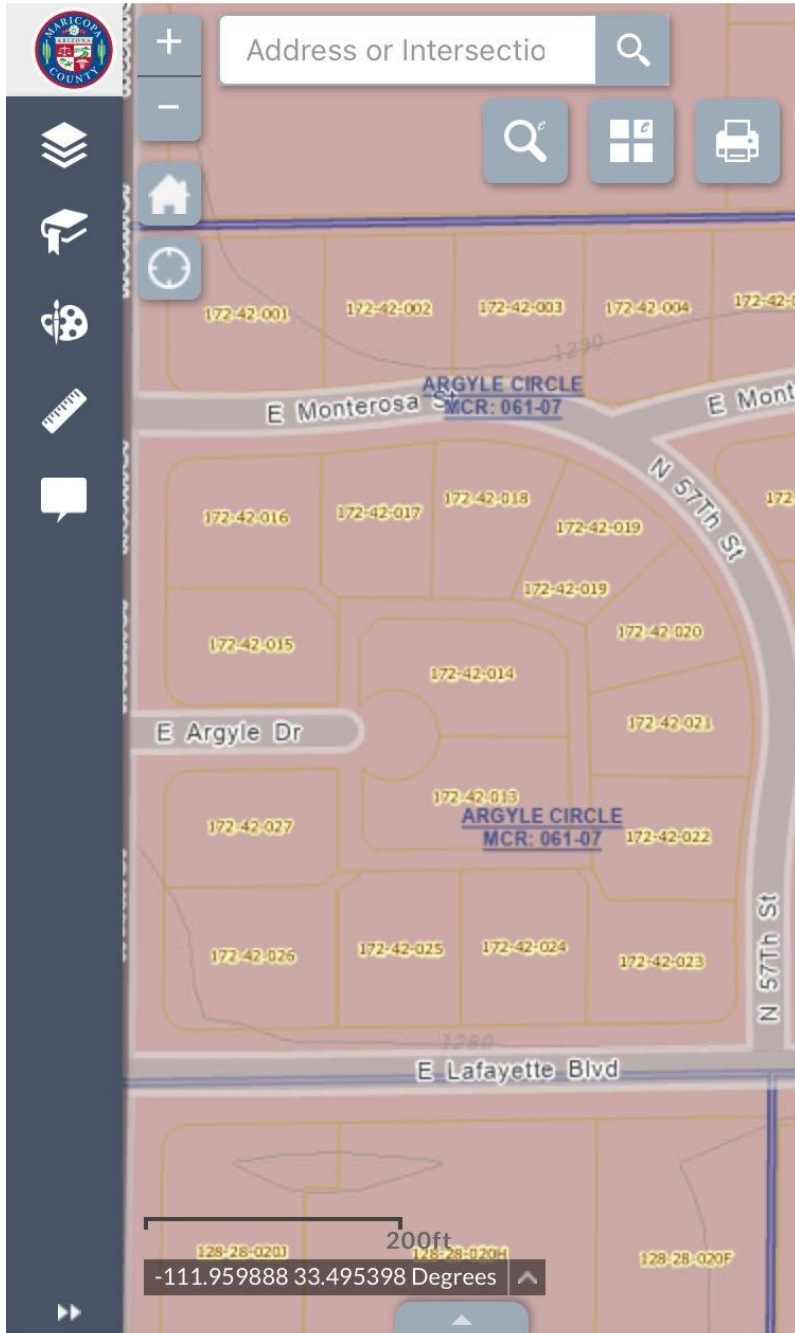 MARICOPA
ARIZONA
COUNTY
+
Address or Intersectio
−
172-42-001
172-42-002
172-42-003
172-42-004
1290
ARGYLE CIRCLE
MCR: 061-07
E Monterosa St
E Mont
172-42-016
172-42-017
172-42-018
172-42-019
N 57Th St
172-
172-42-019
172-42-015
172-42-020
172-42-014
E Argyle Dr
172-42-021
172-42-013
ARGYLE CIRCLE
MCR: 061-07
172-42-027
172-42-022
172-42-026
172-42-025
172-42-024
172-42-023
N 57Th St
1280
E Lafayette Blvd
200ft
128-28-020J
128-28-020H
128-28-020F
-111.959888 33.495398 Degrees